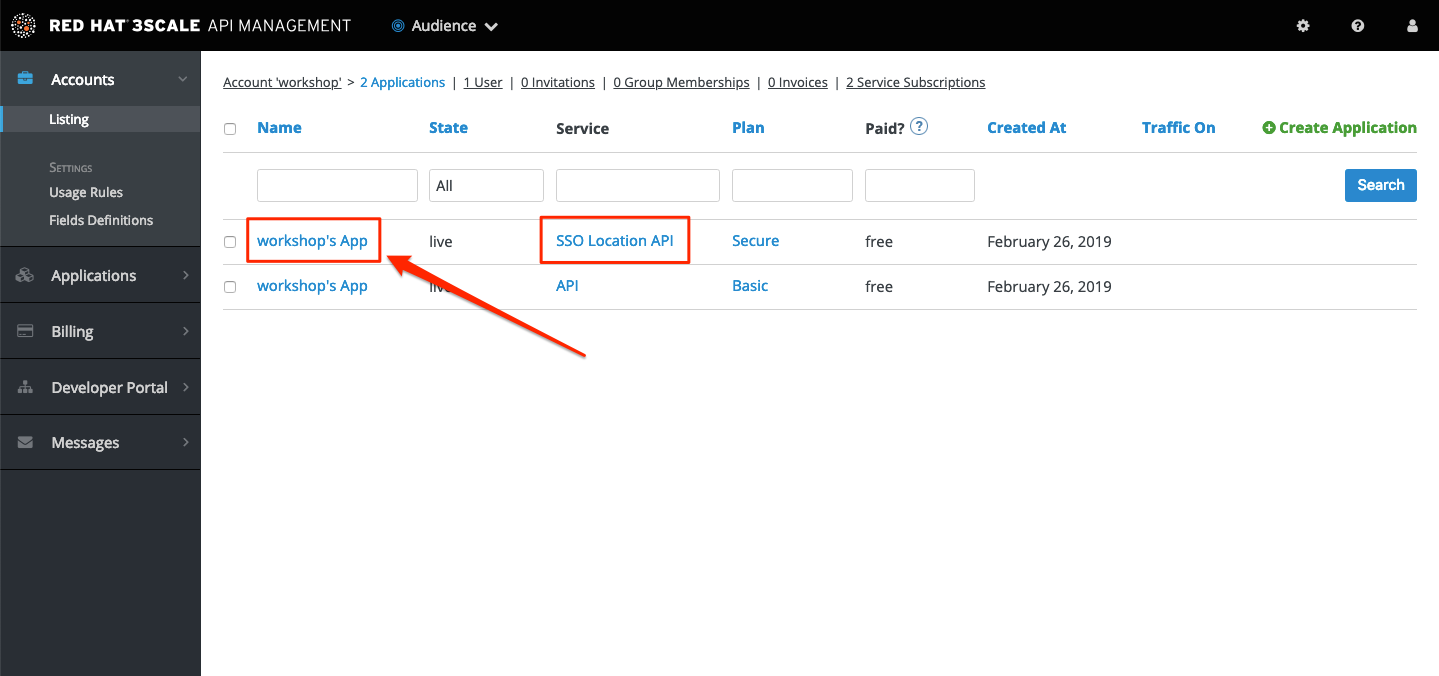 RED HAT 3SCALE API MANAGEMENT Audience
Accounts
Listing
SETTINGS
Usage Rules
Fields Definitions
Applications
Billing
Developer Portal
Messages
Account 'workshop' > 2 Applications | 1 User | 0 Invitations | 0 Group Memberships | 0 Invoices | 2 Service Subscriptions
Name State Service Plan Paid? ? Created At Traffic On Create Application
All Search
workshop's App live SSO Location API Secure free February 26, 2019
workshop's App live API Basic free February 26, 2019